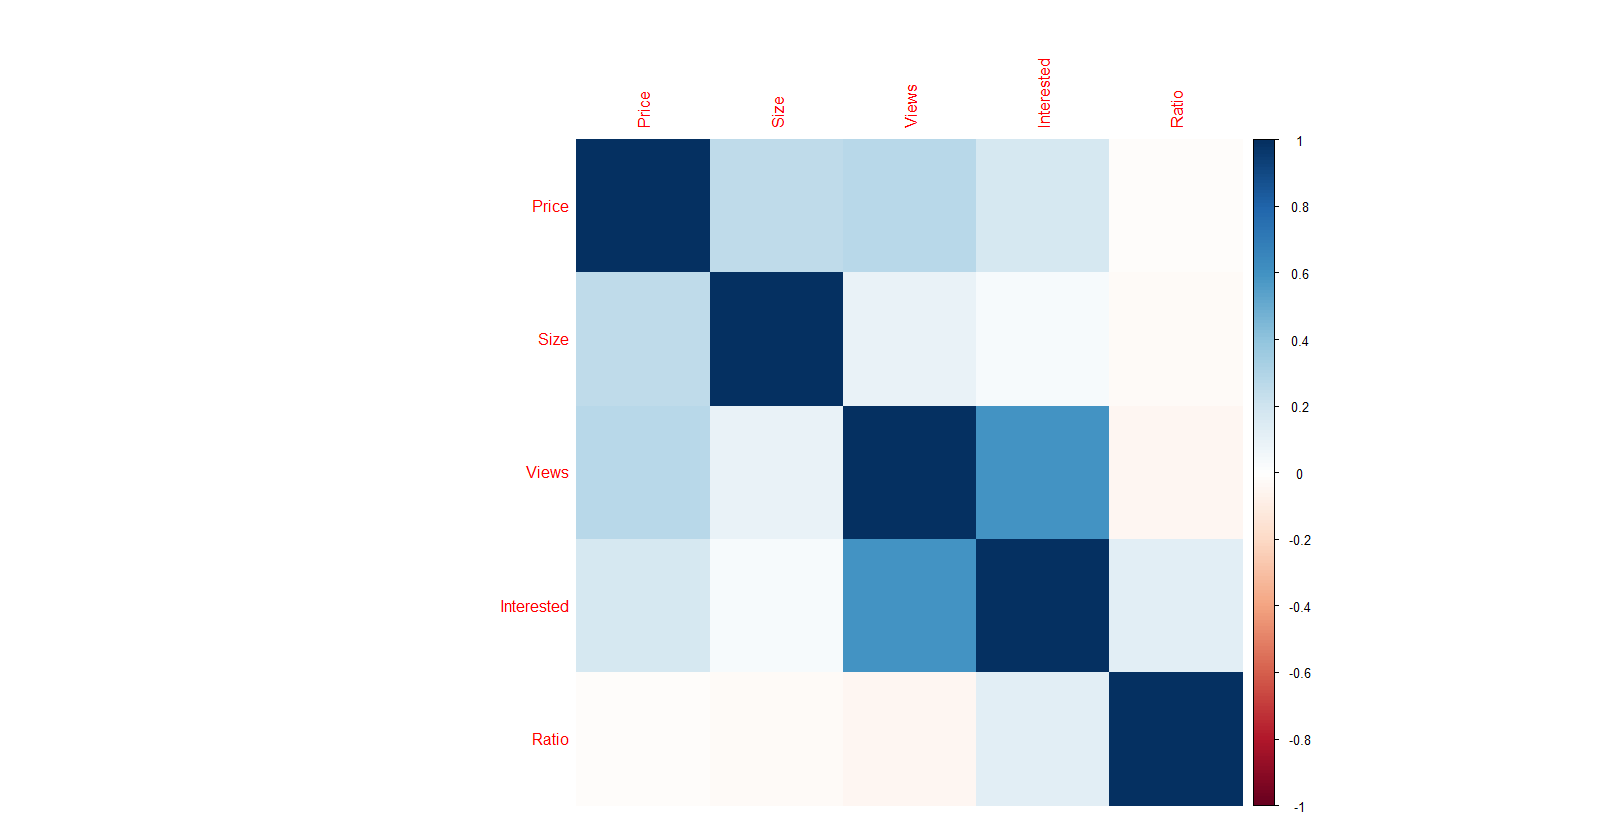 Price
Size
Views
Interested
Ratio
Price
Size
Views
Interested
Ratio
1
0.8
0.6
0.4
0.2
0
-0.2
-0.4
-0.6
-0.8
-1